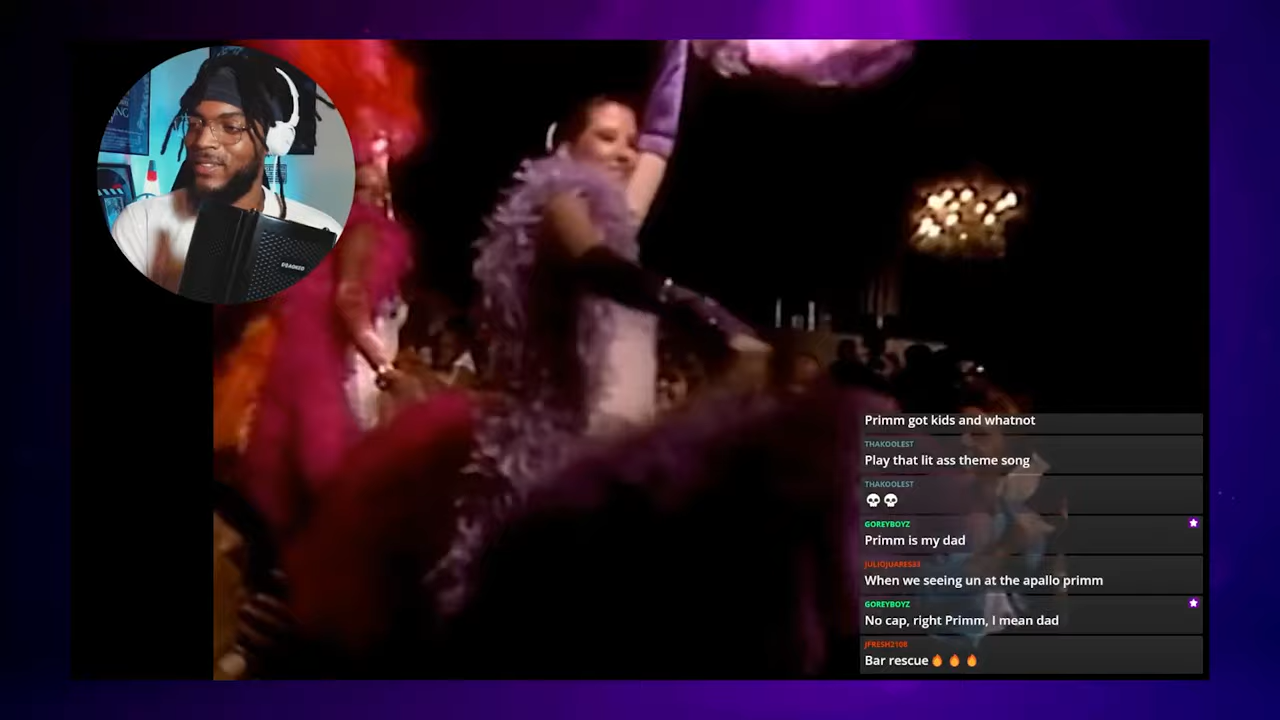 Primm got kids and whatnot
THAKOOLEST
Play that lit ass theme song
THAKOOLEST
💀💀
GOREYBOYZ
Primm is my dad
JULIOJUARES33
When we seeing un at the apallo primm
GOREYBOYZ
No cap, right Primm, I mean dad
JFRESH2108
Bar rescue🔥 🔥 🔥